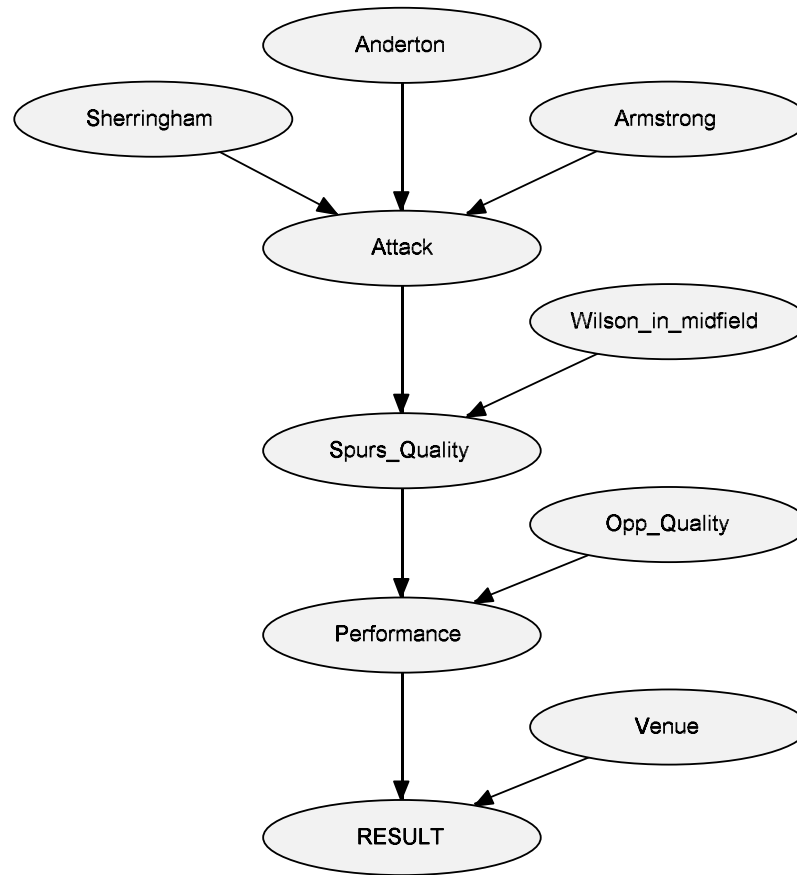 Anderton
Sherringham
Armstrong
Attack
Wilson_in_midfield
Spurs_Quality
Opp_Quality
Performance
Venue
RESULT